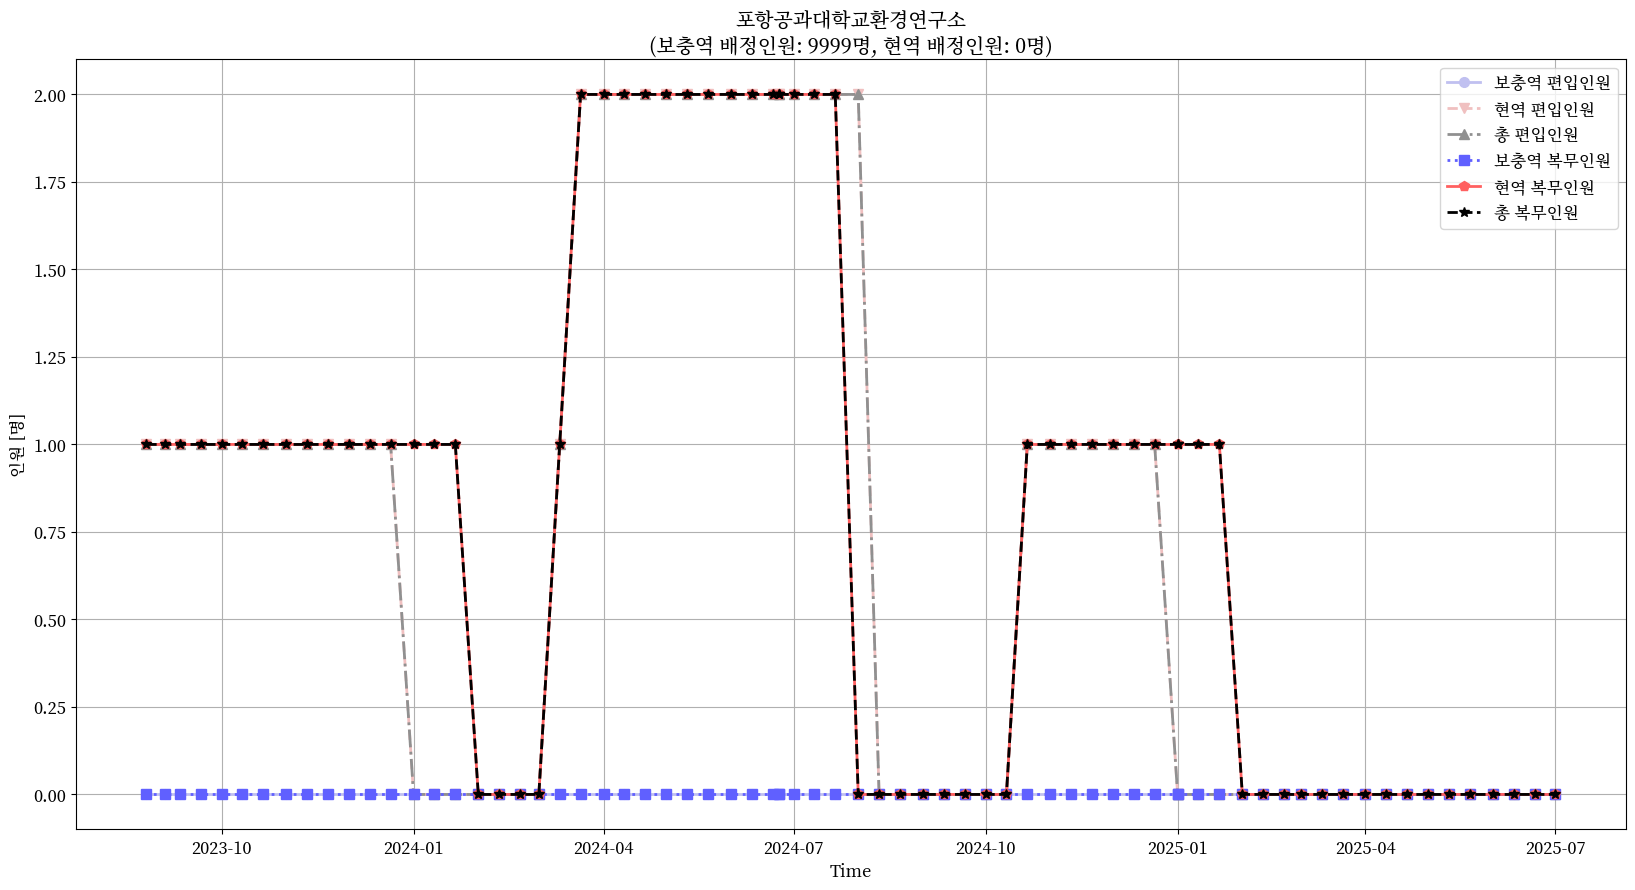 포항공과대학교환경연구소
(보충역 배정인원: 9999명, 현역 배정인원: 0명)
보충역 편입인원
현역 편입인원
총 편입인원
보충역 복무인원
현역 복무인원
총 복무인원
인원 [명]
2.00
1.75
1.50
1.25
1.00
0.75
0.50
0.25
0.00
2023-10
2024-01
2024-04
2024-07
2024-10
2025-01
2025-04
2025-07
Time